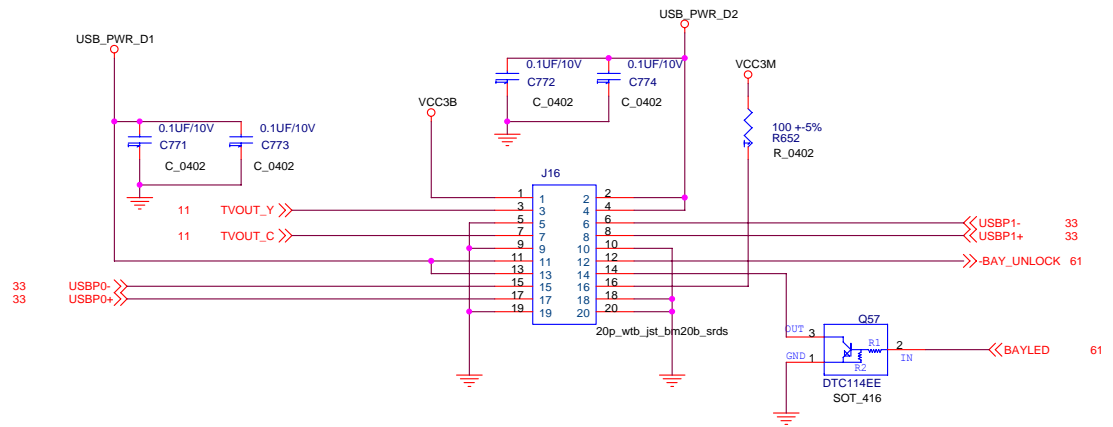 USB_PWR_D2
USB_PWR_D1
VCC3M
0.1UF/10V 0.1UF/10V
C772 C774
C_0402 C_0402
VCC3B
0.1UF/10V 0.1UF/10V
C771 C773
C_0402 C_0402
100 +-5%
R652
R_0402
J16
1 1 2 2
11 TVOUT_Y 3 3 4 4
5 5 6 6 USBP1- 33
11 TVOUT_C 7 7 8 8 USBP1+ 33
9 9 10 10
11 11 12 12 -BAY_UNLOCK 61
13 13 14 14
33 USBP0- 15 15 16 16
33 USBP0+ 17 17 18 18
19 19 20 20
20p_wtb_jst_bm20b_srds
Q57
OUT 3
R1 2 BAYLED 61
GND 1 R2 IN
DTC114EE
SOT_416